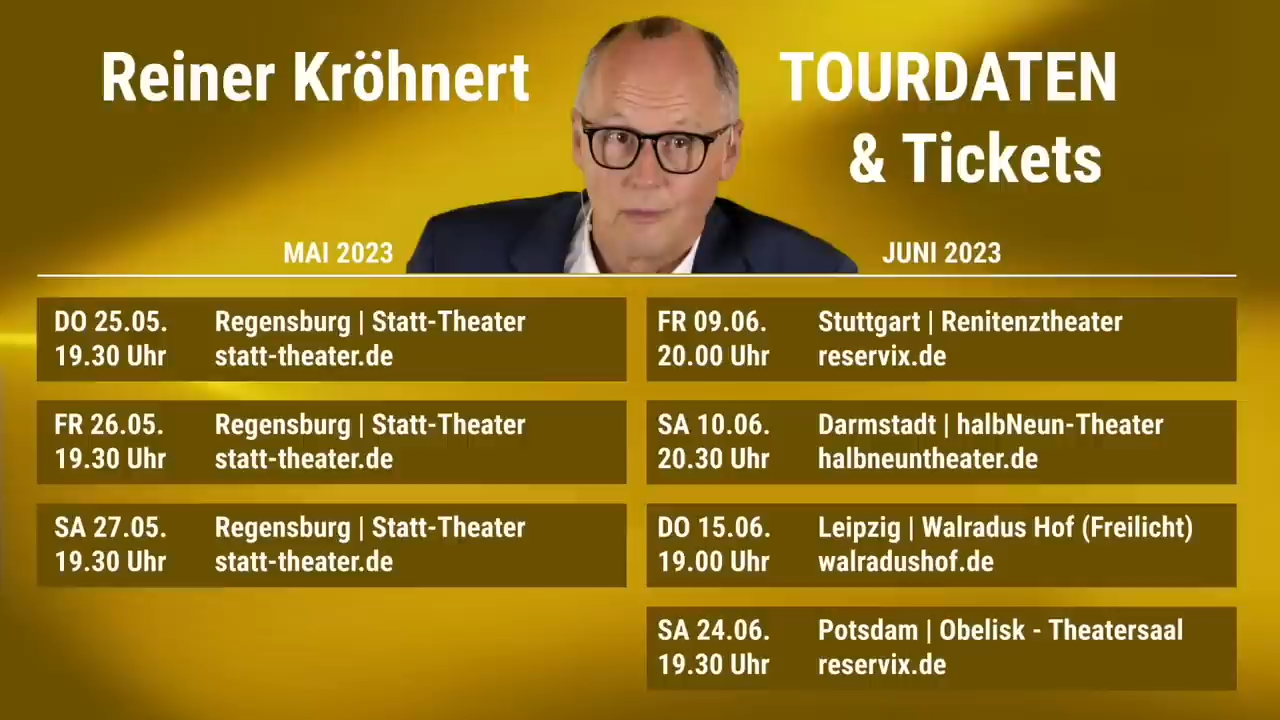 Reiner Kröhnert
TOURDATEN
& Tickets
MAI 2023
DO 25.05. Regensburg | Statt-Theater
19.30 Uhr statt-theater.de
FR 26.05. Regensburg | Statt-Theater
19.30 Uhr statt-theater.de
SA 27.05. Regensburg | Statt-Theater
19.30 Uhr statt-theater.de
JUNI 2023
FR 09.06. Stuttgart | Renitenztheater
20.00 Uhr reservix.de
SA 10.06. Darmstadt | halbNeun-Theater
20.30 Uhr halbneuntheater.de
DO 15.06. Leipzig | Walradus Hof (Freilicht)
19.00 Uhr walradushof.de
SA 24.06. Potsdam | Obelisk - Theatersaal
19.30 Uhr reservix.de